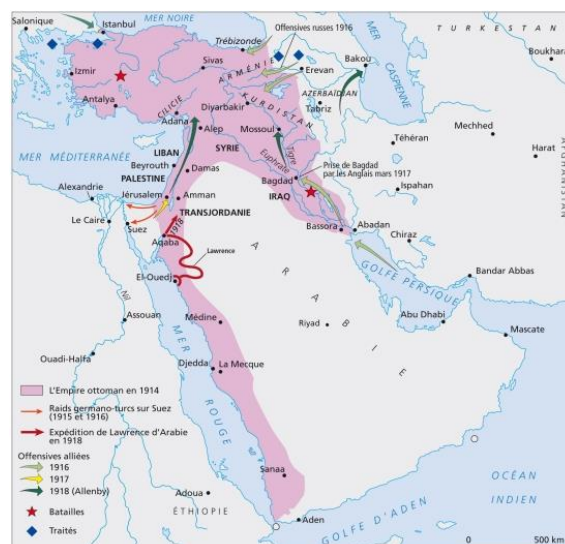 MER NOIRE
TURKESTAN
Salonique
Istanbul
Trébizonde
Offensives russes 1916
Boukhara
Sivas
ARMÉNIE
Erevan
Bakou
MER
CASPIENNE
Izmir
AZERBAÏDJAN
Antalya
CILICIE
Diyarbakir
KURDISTAN
Tabriz
Adana
Alep
Mossoul
Mechhed
Téhéran
MER MÉDITERRANÉE
LIBAN
SYRIE
Euphrate
Tigre
Harat
Beyrouth
Damas
Prise de Bagdad
par les Anglais mars 1917
PALESTINE
Bagdad
AFGHANISTAN
Alexandrie
Jérusalem
Amman
IRAQ
Ispahan
Le Caire
TRANSJORDANIE
Suez
1918
Bassora
Abadan
Aqaba
Lawrence
Chiraz
El-Ouedj
GOLFE PERSIQUE
Bandar Abbas
Nil
ARABIE
Assouan
Médine
Riyad
Abu Dhabi
Mascate
Ouadi-Halfa
MER ROUGE
Djedda
La Mecque
L'Empire ottoman en 1914
Raids germano-turcs sur Suez
(1915 et 1916)
Expédition de Lawrence d'Arabie
en 1918
Offensives alliées
1916
1917
1918 (Allenby)
Batailles
Traités
Sanaa
Adoua
ÉTHIOPIE
Aden
GOLFE D'ADEN
OCÉAN
INDIEN
0 500 km